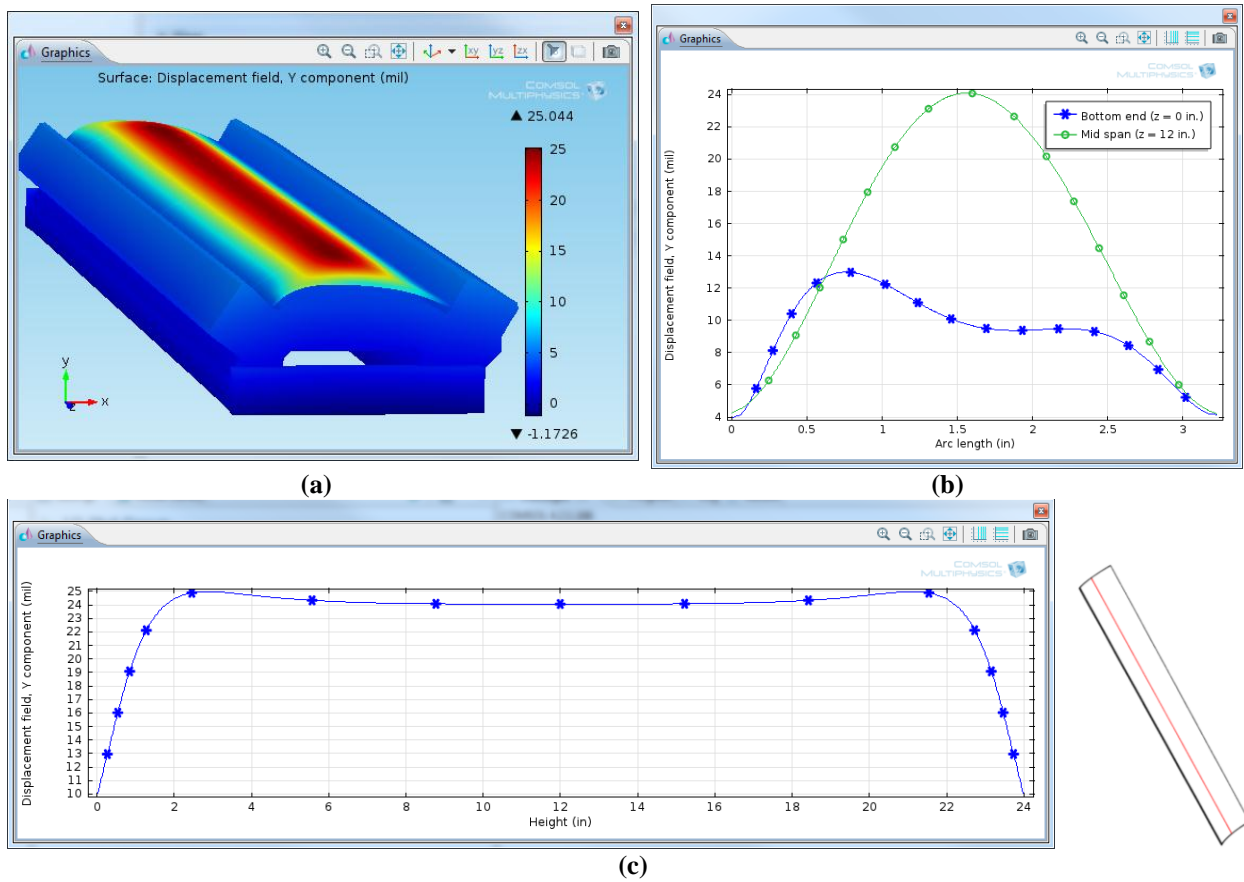 Graphics
xy yz zx
Surface: Displacement field, Y component (mil)
COMSOL
MULTIPHYSICS
▲ 25.044
25
20
15
10
5
0
▼ -1.1726
y
z x
(a)
Graphics
COMSOL
MULTIPHYSICS
Displacement field, Y component (mil)
24
22
20
18
16
14
12
10
8
6
4
Bottom end (z = 0 in.)
Mid span (z = 12 in.)
0 0.5 1 1.5 2 2.5 3
Arc length (in)
(b)
Graphics
COMSOL
MULTIPHYSICS
Displacement field, Y component (mil)
25
24
23
22
21
20
19
18
17
16
15
14
13
12
11
10
0 2 4 6 8 10 12 14 16 18 20 22 24
Height (in)
(c)